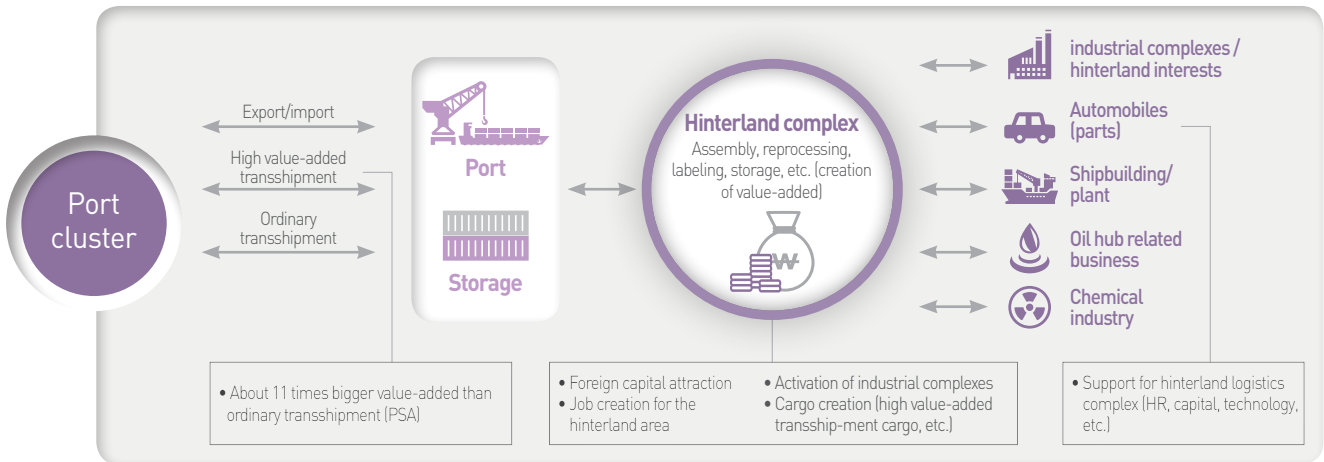 Port
cluster
Export/import
High value-added
transshipment
Ordinary
transshipment
Port
Storage
Hinterland complex
Assembly, reprocessing,
labeling, storage, etc. (creation
of value-added)
₩
industrial complexes /
hinterland interests
Automobiles
(parts)
Shipbuilding/
plant
Oil hub related
business
Chemical
industry
• About 11 times bigger value-added than
ordinary transshipment (PSA)
• Foreign capital attraction
• Job creation for the
hinterland area
• Activation of industrial complexes
• Cargo creation (high value-added
transship-ment cargo, etc.)
• Support for hinterland logistics
complex (HR, capital, technology,
etc.)